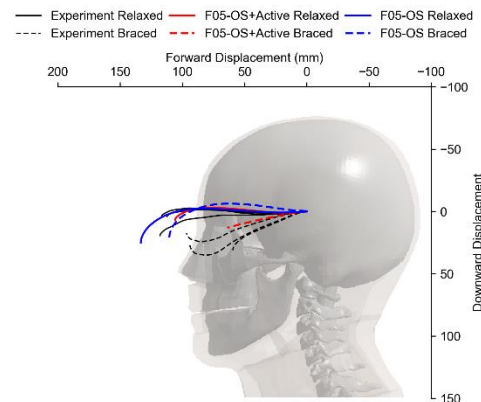 Experiment Relaxed F05-OS+Active Relaxed F05-OS Relaxed
Experiment Braced F05-OS+Active Braced F05-OS Braced
Forward Displacement (mm)
200 150 100 50 0 −50 −100
−100
−50
0
50
100
150
Downward Displacement